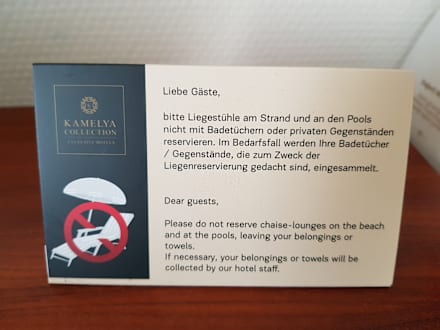 KAMELYA
COLLECTION
Liebe Gäste,
bitte Liegestühle am Strand und an den Pools
nicht mit Badetüchern oder privaten Gegenständen
reservieren. Im Bedarfsfall werden Ihre Badetücher
/ Gegenstände, die zum Zweck der
Liegenreservierung gedacht sind, eingesammelt.
Dear guests,
Please do not reserve chaise-lounges on the beach
and at the pools, leaving your belongings or
towels.
If necessary, your belongings or towels will be
collected by our hotel staff.